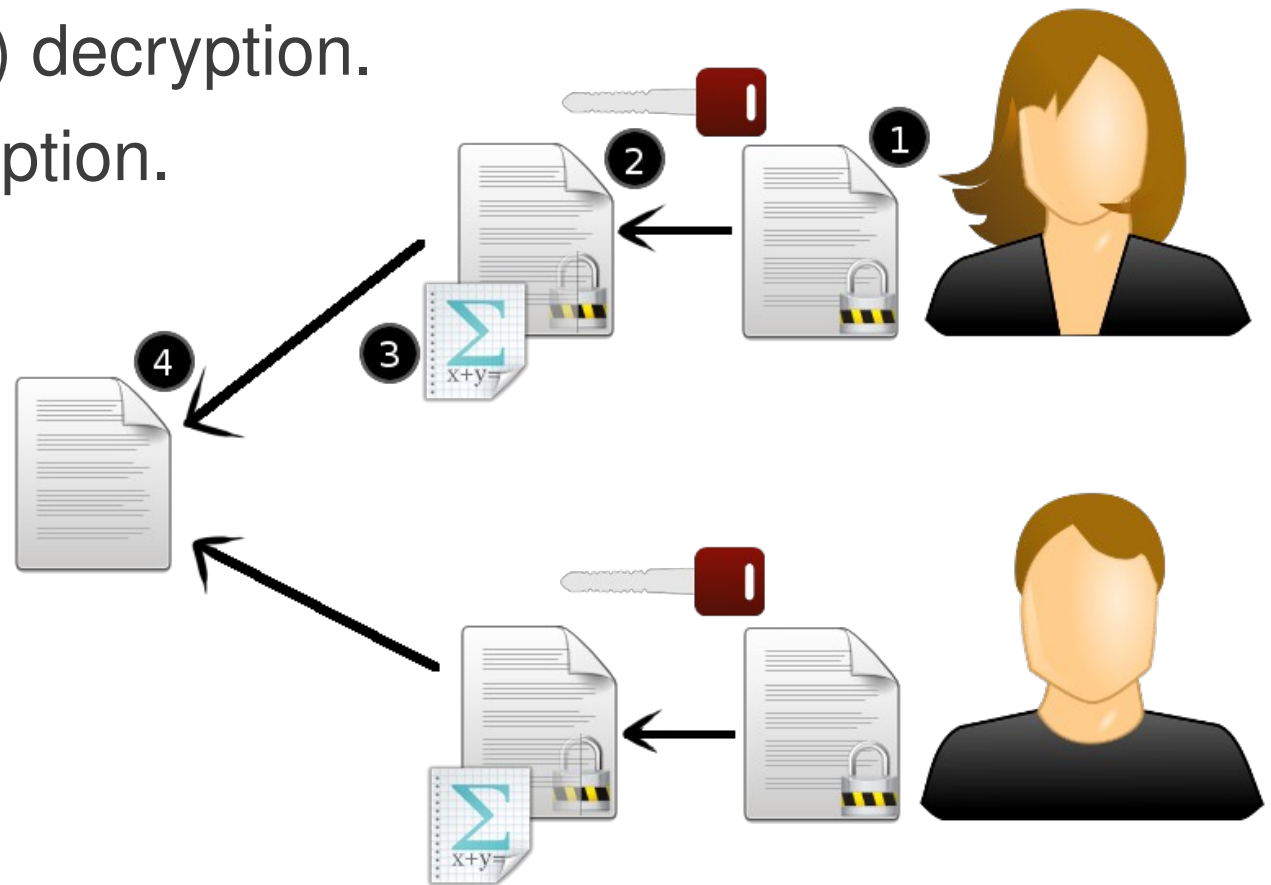 ) decryption.
ption.
1
2
3
4
x+y=
x+y=